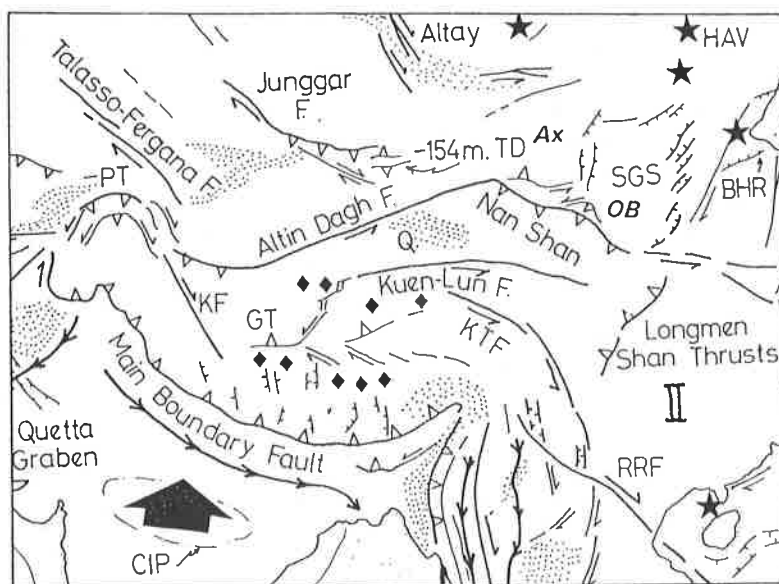 Altay
HAV
Junggar
F.
Talasso-Fergana F.
-154m. TD
Ax
PT
SGS
BHR
OB
Altin Dagh F.
Nan Shan
Q
1
KF
Kuen-Lun F.
GT
KTF
Longmen
Shan Thrusts
Main Boundary Fault
II
Quetta
Graben
RRF
CIP